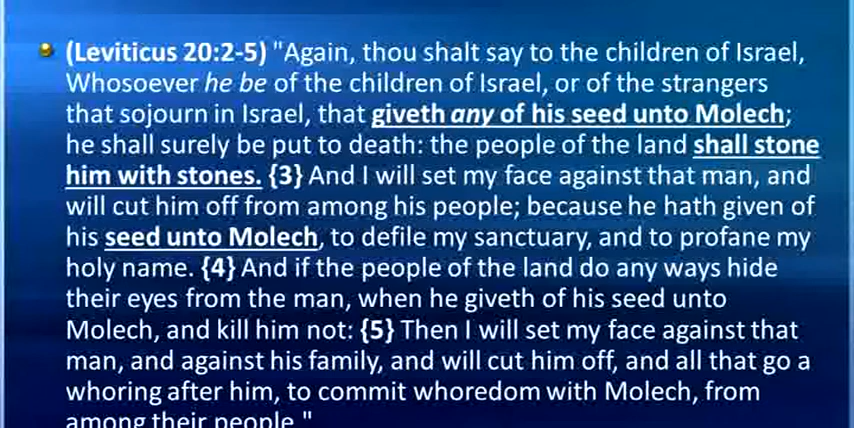 (Leviticus 20:2-5) "Again, thou shalt say to the children of Israel,
Whosoever he be of the children of Israel, or of the strangers
that sojourn in Israel, that giveth any of his seed unto Molech;
he shall surely be put to death: the people of the land shall stone
him with stones. {3} And I will set my face against that man, and
will cut him off from among his people; because he hath given of
his seed unto Molech, to defile my sanctuary, and to profane my
holy name. {4} And if the people of the land do any ways hide
their eyes from the man, when he giveth of his seed unto
Molech, and kill him not: {5} Then I will set my face against that
man, and against his family, and will cut him off, and all that go a
whoring after him, to commit whoredom with Molech, from
among their people."